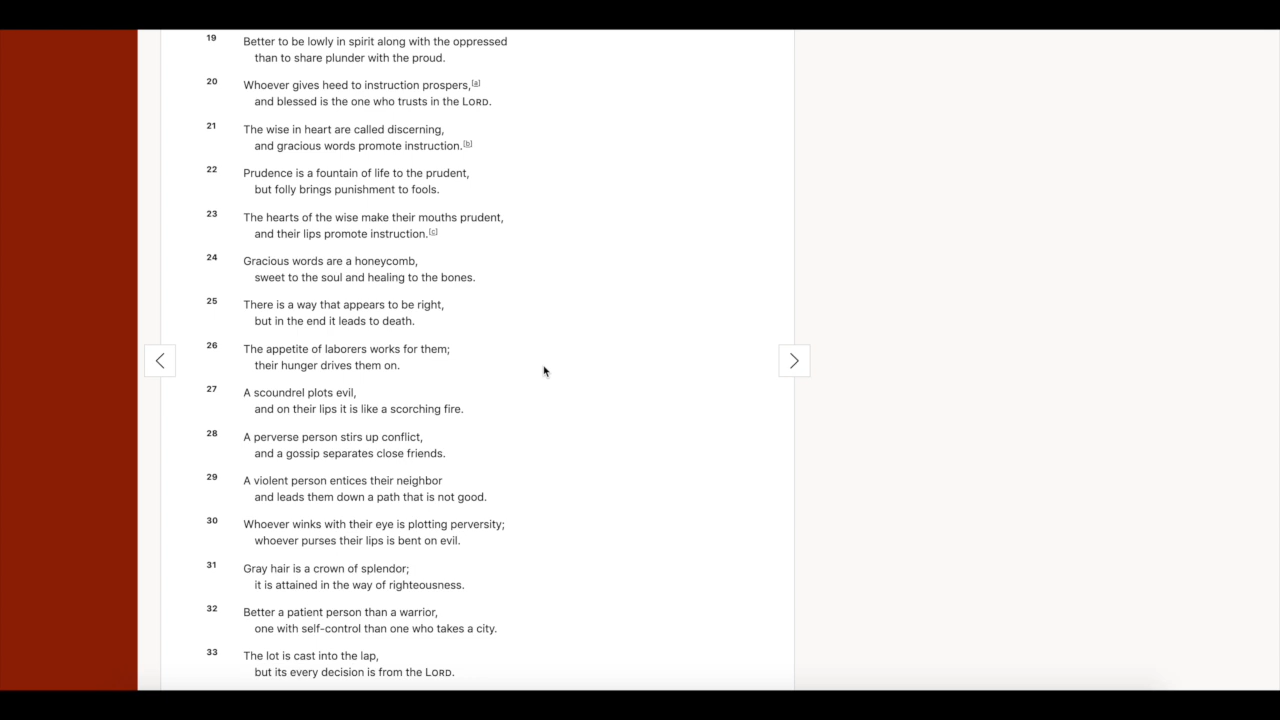 19 Better to be lowly in spirit along with the oppressed
than to share plunder with the proud.
20 Whoever gives heed to instruction prospers,[a]
and blessed is the one who trusts in the LORD.
21 The wise in heart are called discerning,
and gracious words promote instruction.[b]
22 Prudence is a fountain of life to the prudent,
but folly brings punishment to fools.
23 The hearts of the wise make their mouths prudent,
and their lips promote instruction.[c]
24 Gracious words are a honeycomb,
sweet to the soul and healing to the bones.
25 There is a way that appears to be right,
but in the end it leads to death.
26 The appetite of laborers works for them;
their hunger drives them on.
27 A scoundrel plots evil,
and on their lips it is like a scorching fire.
28 A perverse person stirs up conflict,
and a gossip separates close friends.
29 A violent person entices their neighbor
and leads them down a path that is not good.
30 Whoever winks with their eye is plotting perversity;
whoever purses their lips is bent on evil.
31 Gray hair is a crown of splendor;
it is attained in the way of righteousness.
32 Better a patient person than a warrior,
one with self-control than one who takes a city.
33 The lot is cast into the lap,
but its every decision is from the LORD.